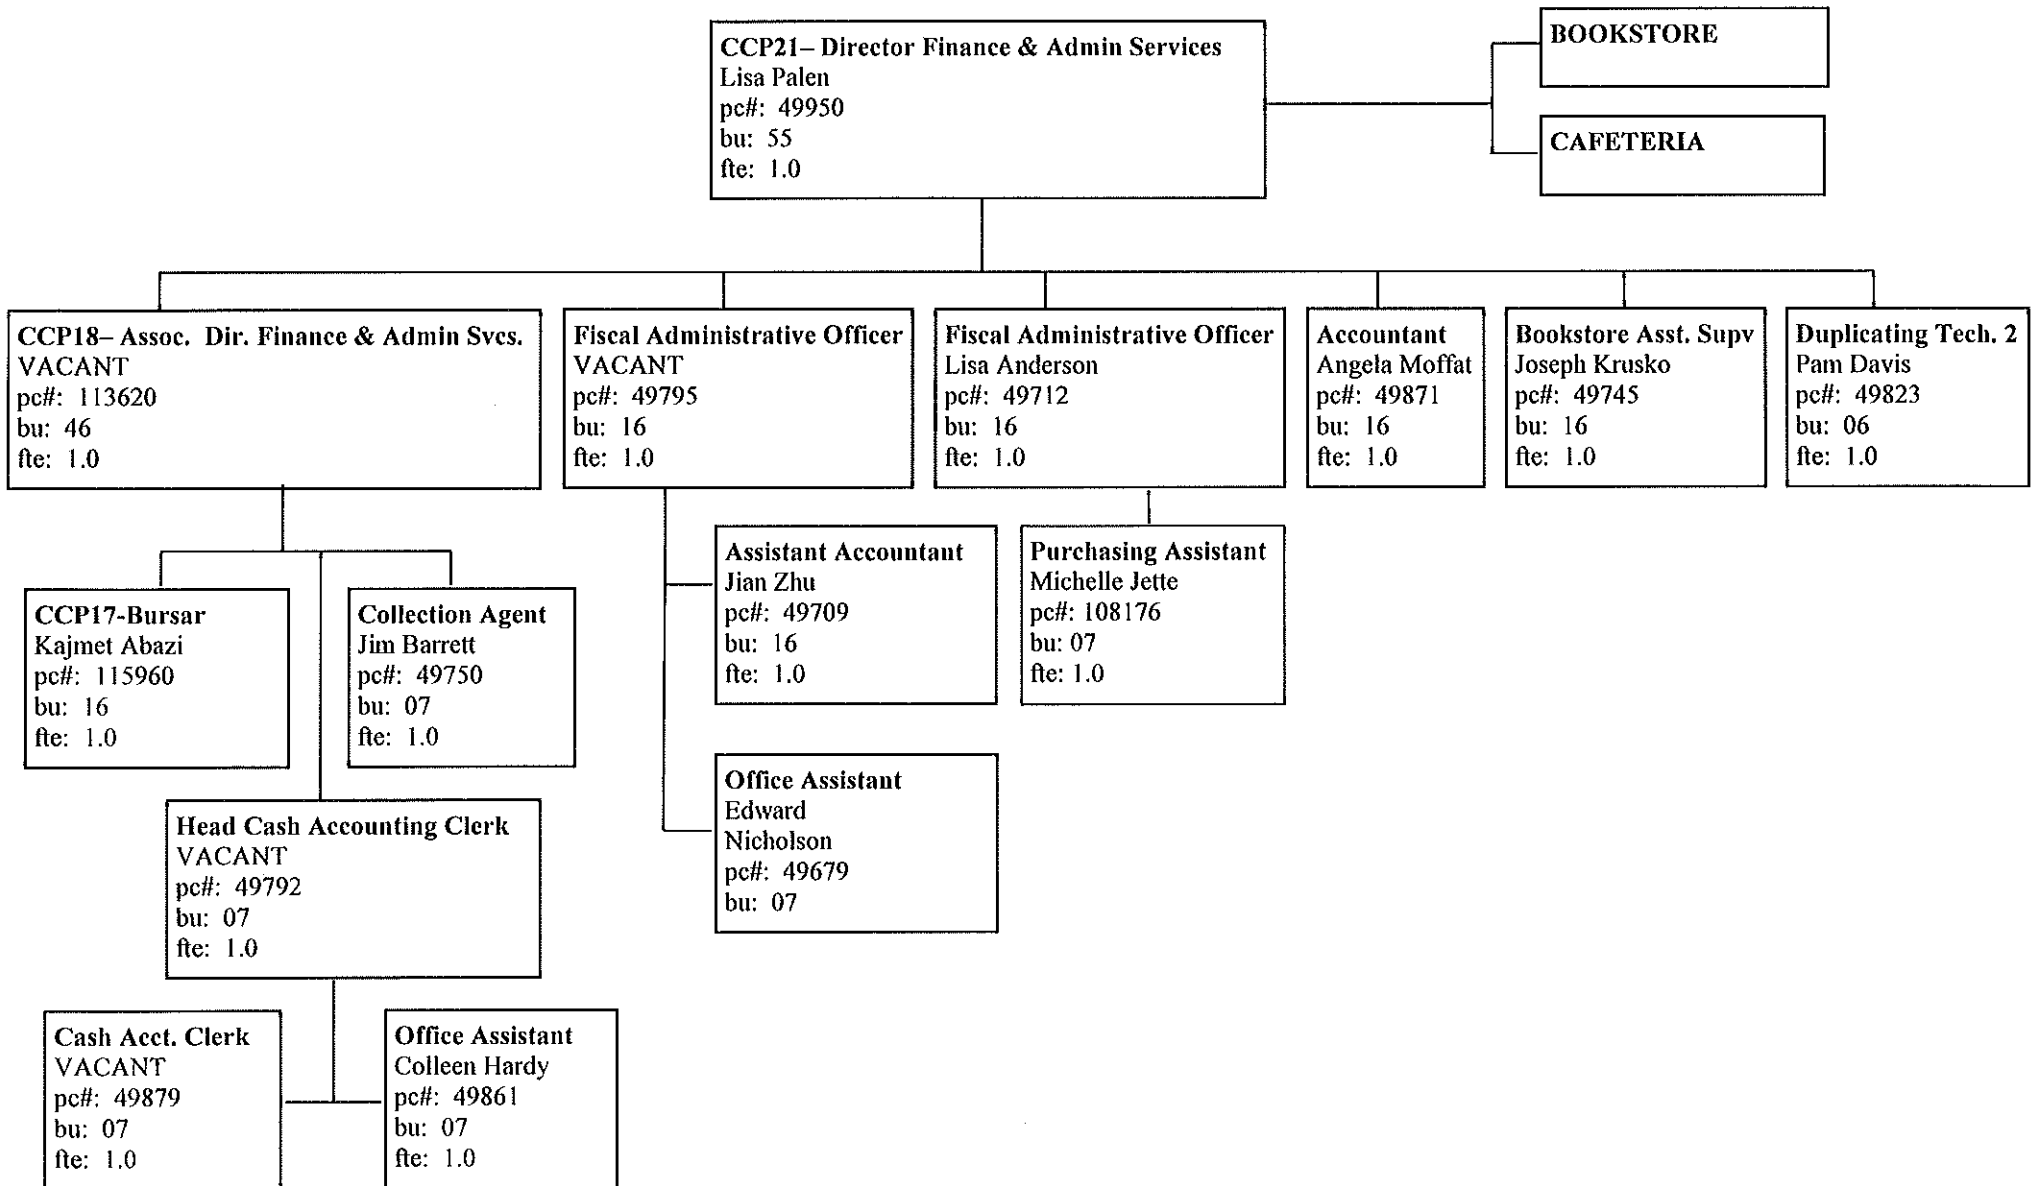 CCP21– Director Finance & Admin Services
Lisa Palen
pc#: 49950
bu: 55
fte: 1.0
BOOKSTORE
CAFETERIA
CCP18– Assoc. Dir. Finance & Admin Svcs.
VACANT
pc#: 113620
bu: 46
fte: 1.0
Fiscal Administrative Officer
VACANT
pc#: 49795
bu: 16
fte: 1.0
Fiscal Administrative Officer
Lisa Anderson
pc#: 49712
bu: 16
fte: 1.0
Accountant
Angela Moffat
pc#: 49871
bu: 16
fte: 1.0
Bookstore Asst. Supv
Joseph Krusko
pc#: 49745
bu: 16
fte: 1.0
Duplicating Tech. 2
Pam Davis
pc#: 49823
bu: 06
fte: 1.0
CCP17-Bursar
Kajmet Abazi
pc#: 115960
bu: 16
fte: 1.0
Collection Agent
Jim Barrett
pc#: 49750
bu: 07
fte: 1.0
Assistant Accountant
Jian Zhu
pc#: 49709
bu: 16
fte: 1.0
Purchasing Assistant
Michelle Jette
pc#: 108176
bu: 07
fte: 1.0
Head Cash Accounting Clerk
VACANT
pc#: 49792
bu: 07
fte: 1.0
Office Assistant
Edward
Nicholson
pc#: 49679
bu: 07
Cash Acct. Clerk
VACANT
pc#: 49879
bu: 07
fte: 1.0
Office Assistant
Colleen Hardy
pc#: 49861
bu: 07
fte: 1.0